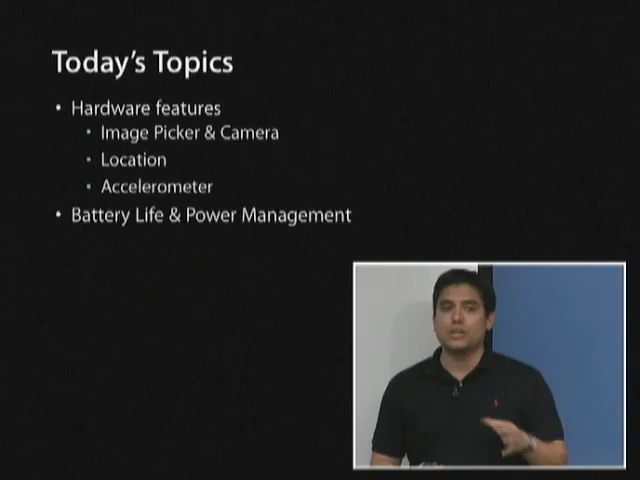 Today's Topics
• Hardware features
• Image Picker & Camera
• Location
• Accelerometer
• Battery Life & Power Management